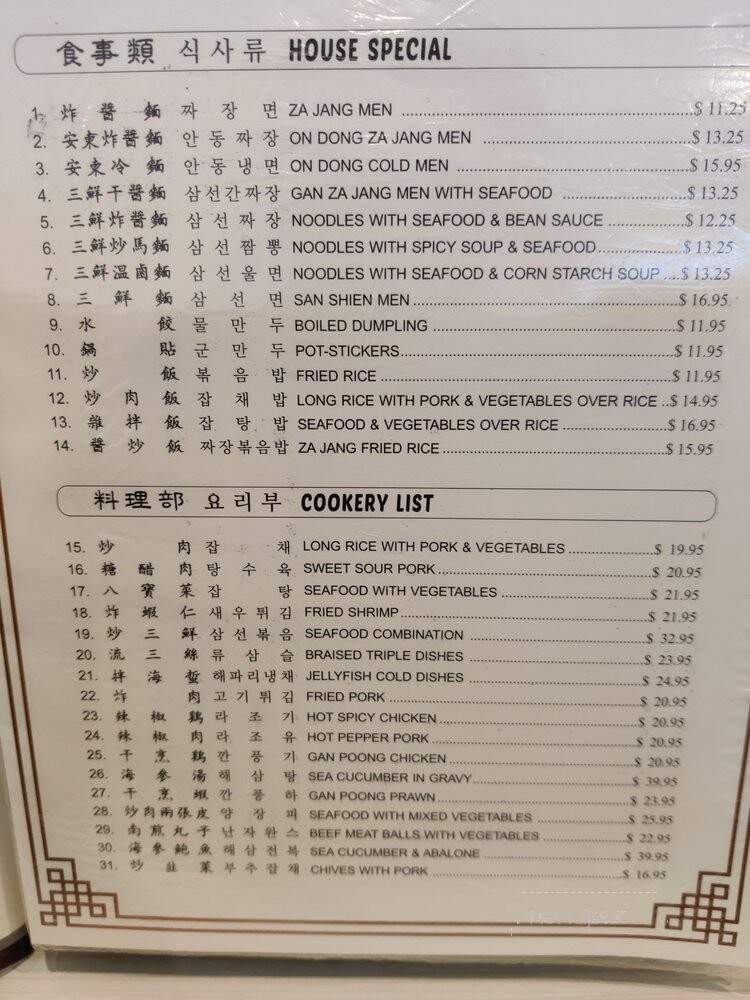 食事類 식사류 HOUSE SPECIAL
1. 炸醬麵 짜장면 ZA JANG MEN $ 11.25
2. 安東炸醬麵 안동짜장 ON DONG ZA JANG MEN $ 13.25
3. 安東冷麵 안동냉면 ON DONG COLD MEN $ 15.95
4. 三鮮干醬麵 삼선간짜장 GAN ZA JANG MEN WITH SEAFOOD $ 13.25
5. 三鮮炸醬麵 삼선짜장 NOODLES WITH SEAFOOD & BEAN SAUCE $ 12.25
6. 三鮮炒馬麵 삼선짬뽕 NOODLES WITH SPICY SOUP & SEAFOOD $ 13.25
7. 三鮮温卤麵 삼선울면 NOODLES WITH SEAFOOD & CORN STARCH SOUP $ 13.25
8. 三鮮麵 삼선면 SAN SHIEN MEN $ 16.95
9. 水餃 물만두 BOILED DUMPLING $ 11.95
10. 鍋貼 군만두 POT-STICKERS $ 11.95
11. 炒飯 볶음밥 FRIED RICE $ 11.95
12. 炒肉飯 잡채밥 LONG RICE WITH PORK & VEGETABLES OVER RICE $ 14.95
13. 雜拌飯 잡탕밥 SEAFOOD & VEGETABLES OVER RICE $ 16.95
14. 醬炒飯 짜장볶음밥 ZA JANG FRIED RICE $ 15.95
料理部 요리부 COOKERY LIST
15. 炒肉 잡채 LONG RICE WITH PORK & VEGETABLES $ 19.95
16. 糖醋肉 탕수육 SWEET SOUR PORK $ 20.95
17. 八寶菜 잡탕 SEAFOOD WITH VEGETABLES $ 21.95
18. 炸蝦仁 새우튀김 FRIED SHRIMP $ 21.95
19. 炒三鮮 삼선볶음 SEAFOOD COMBINATION $ 32.95
20. 流三絲 류삼슬 BRAISED TRIPLE DISHES $ 23.95
21. 拌海蜇 해파리냉채 JELLYFISH COLD DISHES $ 24.95
22. 炸肉 고기튀김 FRIED PORK $ 20.95
23. 辣椒鷄 라조기 HOT SPICY CHICKEN $ 20.95
24. 辣椒肉 라조유 HOT PEPPER PORK $ 20.95
25. 干烹鷄 깐풍기 GAN POONG CHICKEN $ 20.95
26. 海參湯 해삼탕 SEA CUCUMBER IN GRAVY $ 39.95
27. 干烹蝦 깐풍하 GAN POONG PRAWN $ 23.95
28. 炒肉兩張皮 양장피 SEAFOOD WITH MIXED VEGETABLES $ 25.95
29. 南煎丸子 난자완스 BEEF MEAT BALLS WITH VEGETABLES $ 22.95
30. 海參鮑魚 해삼전복 SEA CUCUMBER & ABALONE $ 39.95
31. 炒韮菜 부추잡채 CHIVES WITH PORK $ 16.95